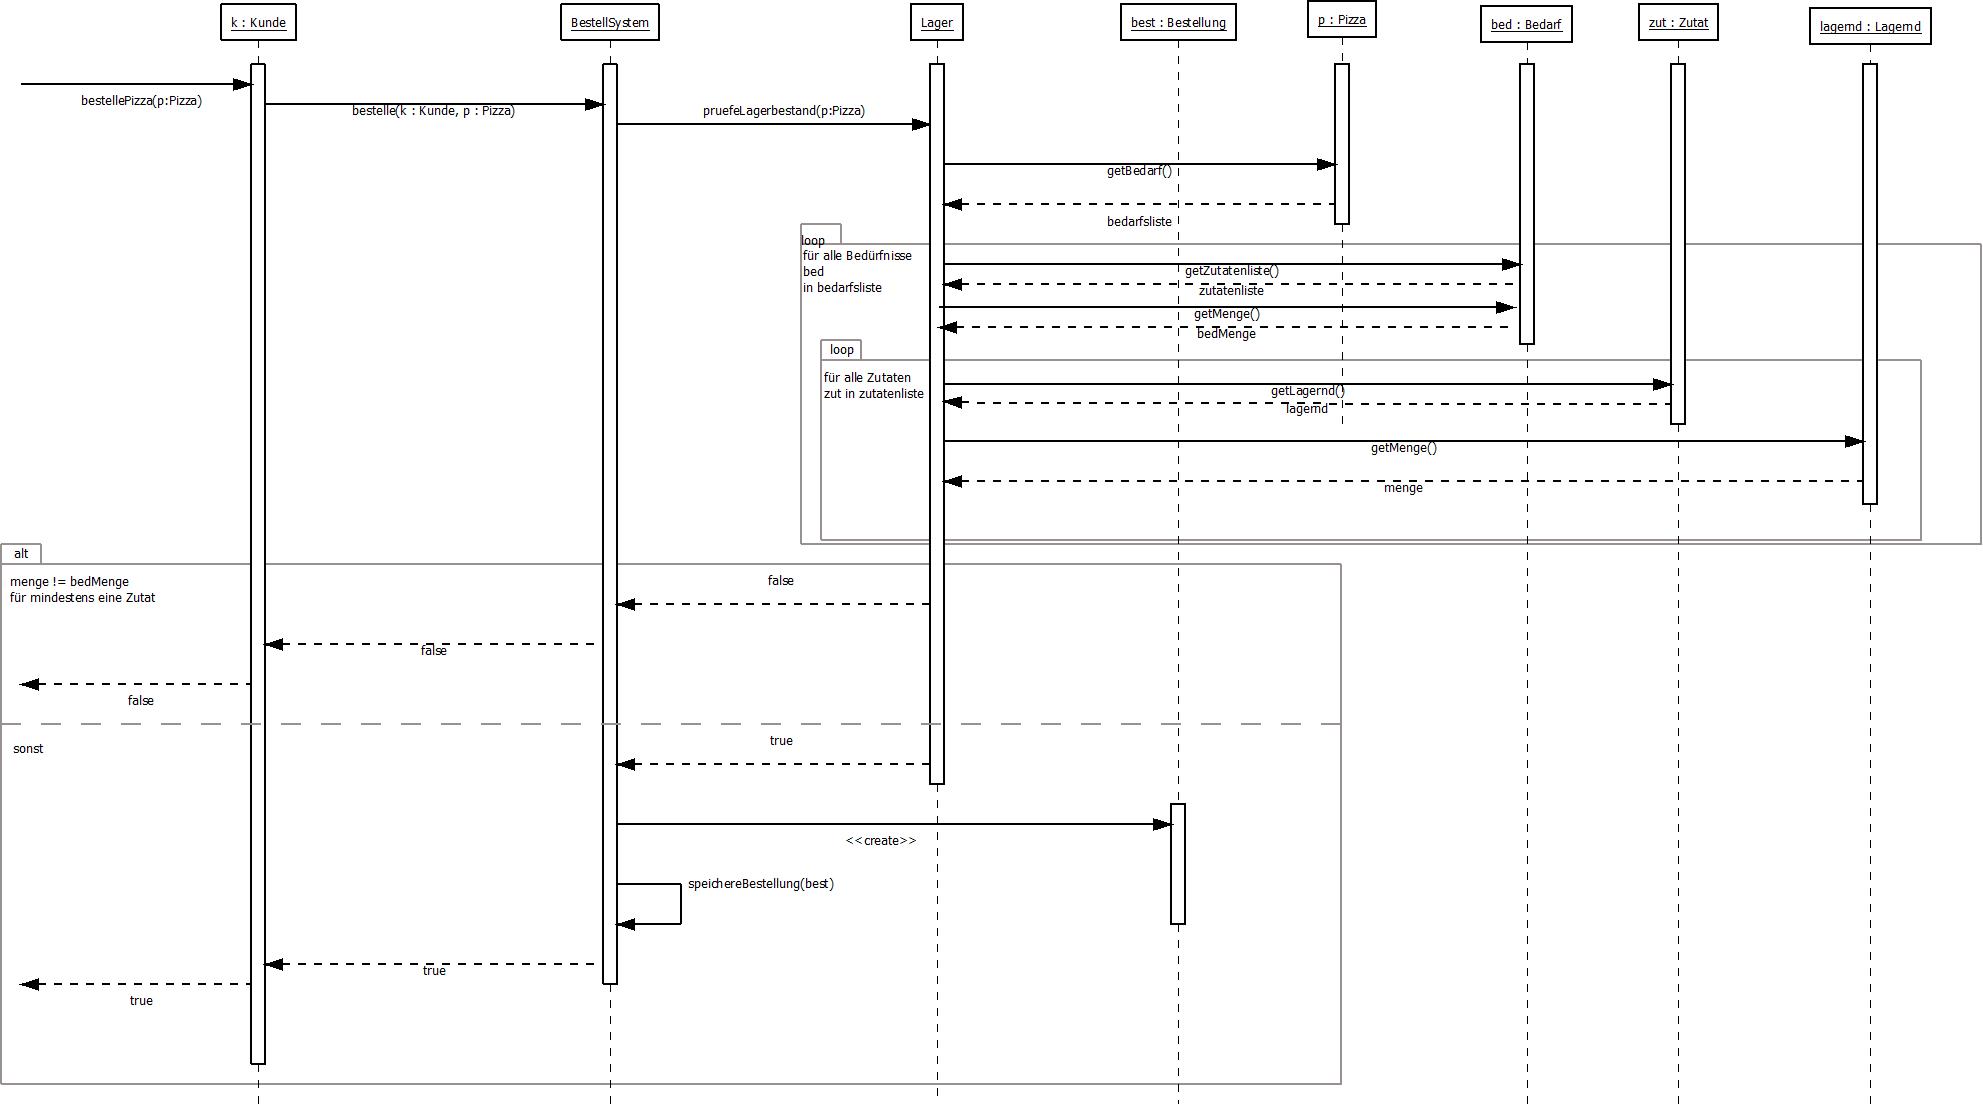 k : Kunde
BestellSystem
Lager
best : Bestellung
p : Pizza
bed : Bedarf
zut : Zutat
lagernd : Lagernd
bestellePizza(p:Pizza)
bestelle(k : Kunde, p : Pizza)
pruefeLagerbestand(p:Pizza)
getBedarf()
bedarfsliste
loop
für alle Bedürfnisse
bed
in bedarfsliste
getZutatenliste()
zutatenliste
getMenge()
bedMenge
loop
für alle Zutaten
zut in zutatenliste
getLagernd()
lagernd
getMenge()
menge
alt
menge != bedMenge
für mindestens eine Zutat
false
false
false
sonst
true
<<create>>
speichereBestellung(best)
true
true